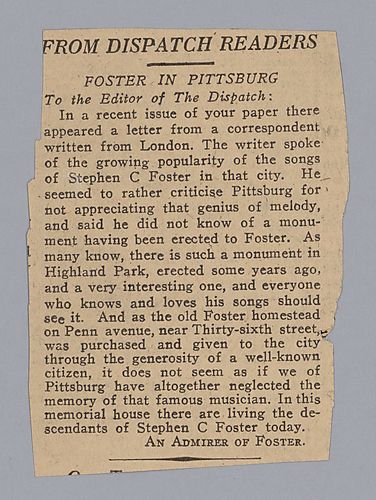 FROM DISPATCH READERS
FOSTER IN PITTSBURG
To the Editor of The Dispatch:
In a recent issue of your paper there
appeared a letter from a correspondent
written from London. The writer spoke
of the growing popularity of the songs
of Stephen C Foster in that city. He
seemed to rather criticise Pittsburg for
not appreciating that genius of melody,
and said he did not know of a monu-
ment having been erected to Foster. As
many know, there is such a monument in
Highland Park, erected some years ago,
and a very interesting one, and everyone
who knows and loves his songs should
see it. And as the old Foster homestead
on Penn avenue, near Thirty-sixth street,
was purchased and given to the city
through the generosity of a well-known
citizen, it does not seem as if we of
Pittsburg have altogether neglected the
memory of that famous musician. In this
memorial house there are living the de-
scendants of Stephen C Foster today.
AN ADMIRER OF FOSTER.